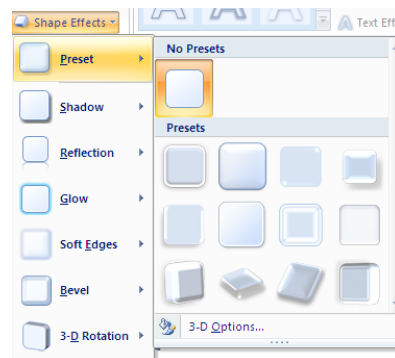 Shape Effects
Text Eff
Preset
Shadow
Reflection
Glow
Soft Edges
Bevel
3-D Rotation
No Presets
Presets
3-D Options...